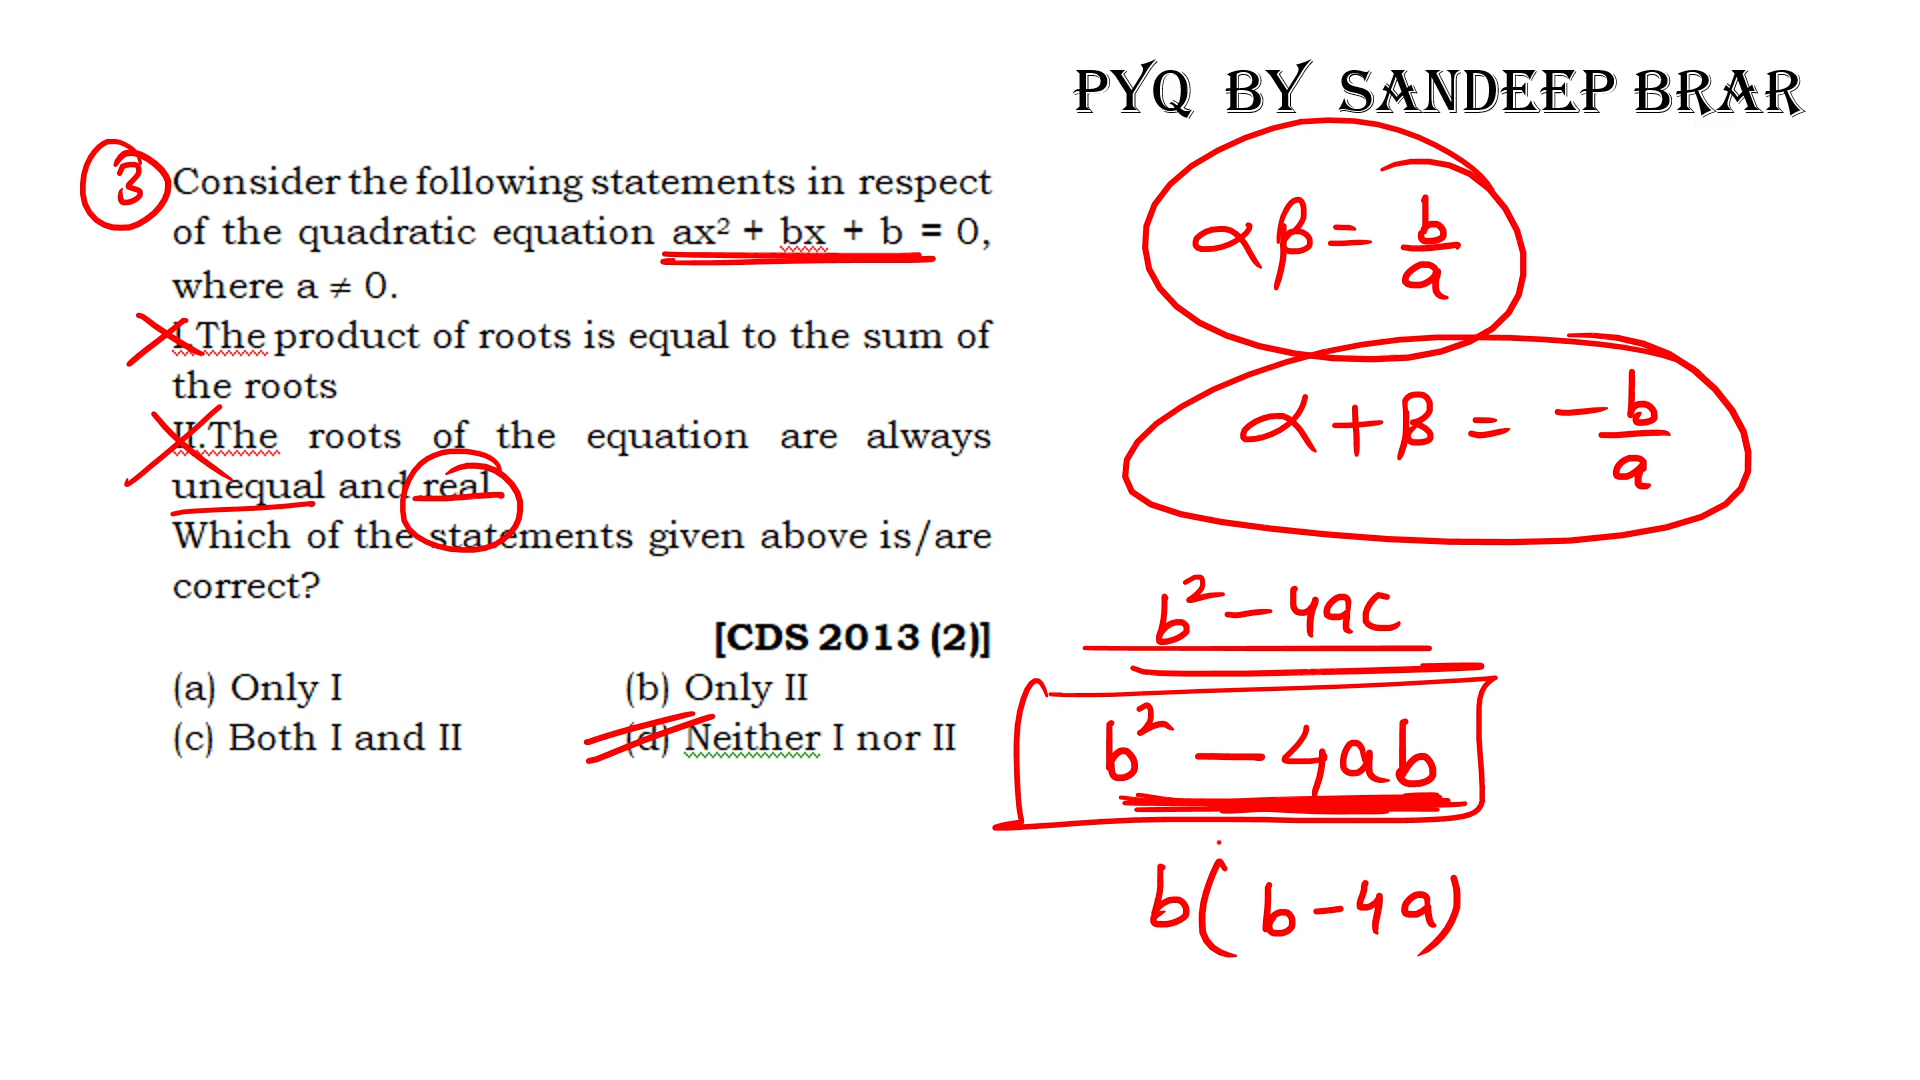 PYQ BY SANDEEP BRAR
3
Consider the following statements in respect
of the quadratic equation ax² + bx + b = 0,
where a ≠ 0.
I.The product of roots is equal to the sum of
the roots
II.The roots of the equation are always
unequal and real
Which of the statements given above is/are
correct?
[CDS 2013 (2)]
(a) Only I (b) Only II
(c) Both I and II (d) Neither I nor II
αβ = b/a
α + β = -b/a
b² - 4ac
b² - 4ab
b(b - 4a)